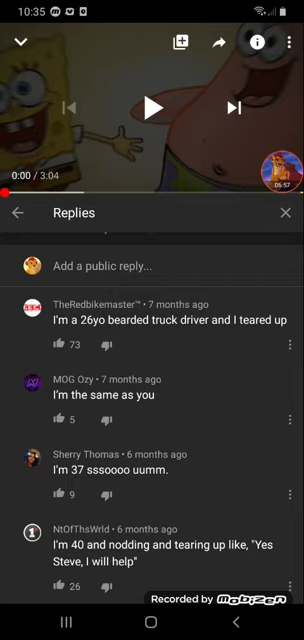 10:35
0:00 / 3:04
06:57
Replies
Add a public reply...
TheRedbikemaster™ • 7 months ago
I'm a 26yo bearded truck driver and I teared up
73
MOG Ozy • 7 months ago
I'm the same as you
5
Sherry Thomas • 6 months ago
I'm 37 sssoooo uumm.
9
NtOfThsWrld • 6 months ago
I'm 40 and nodding and tearing up like, "Yes
Steve, I will help"
26
Recorded by mobizen